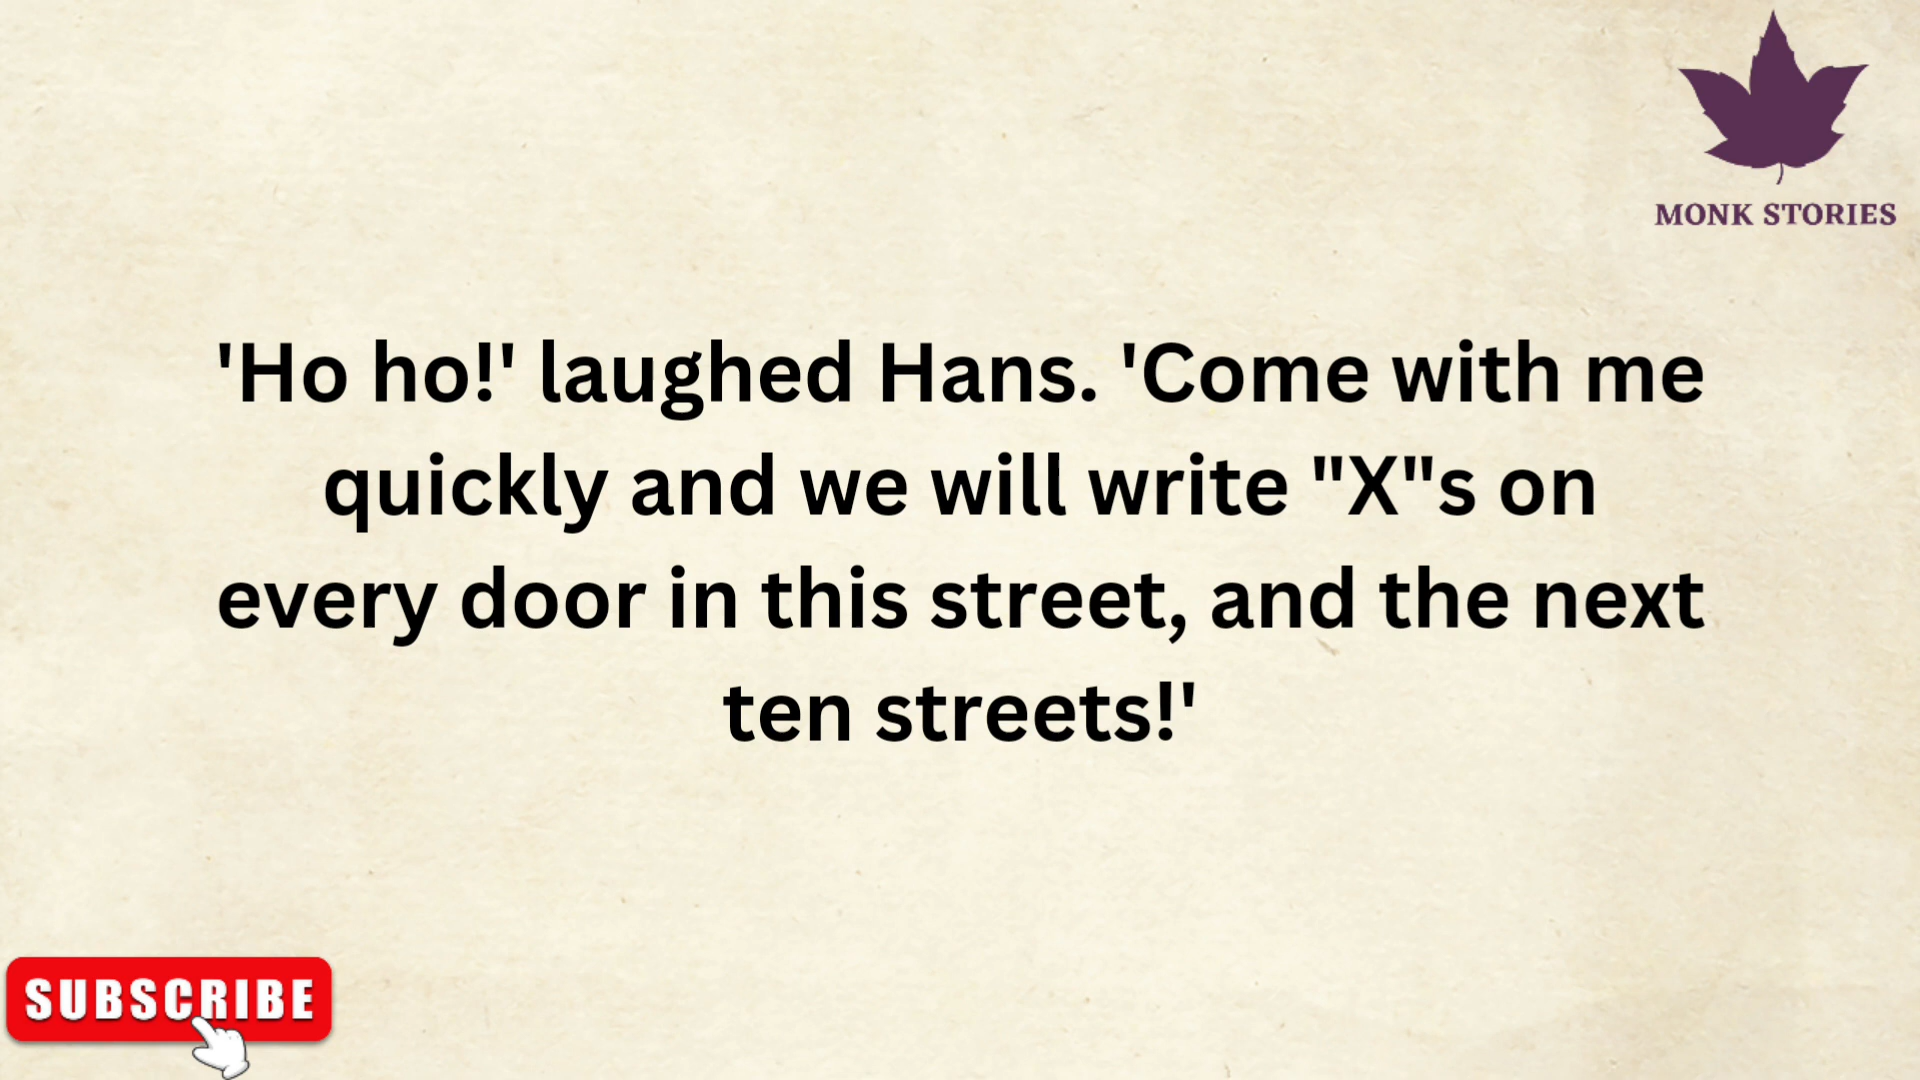 MONK STORIES
'Ho ho!' laughed Hans. 'Come with me
quickly and we will write "X"s on
every door in this street, and the next
ten streets!'
SUBSCRIBE